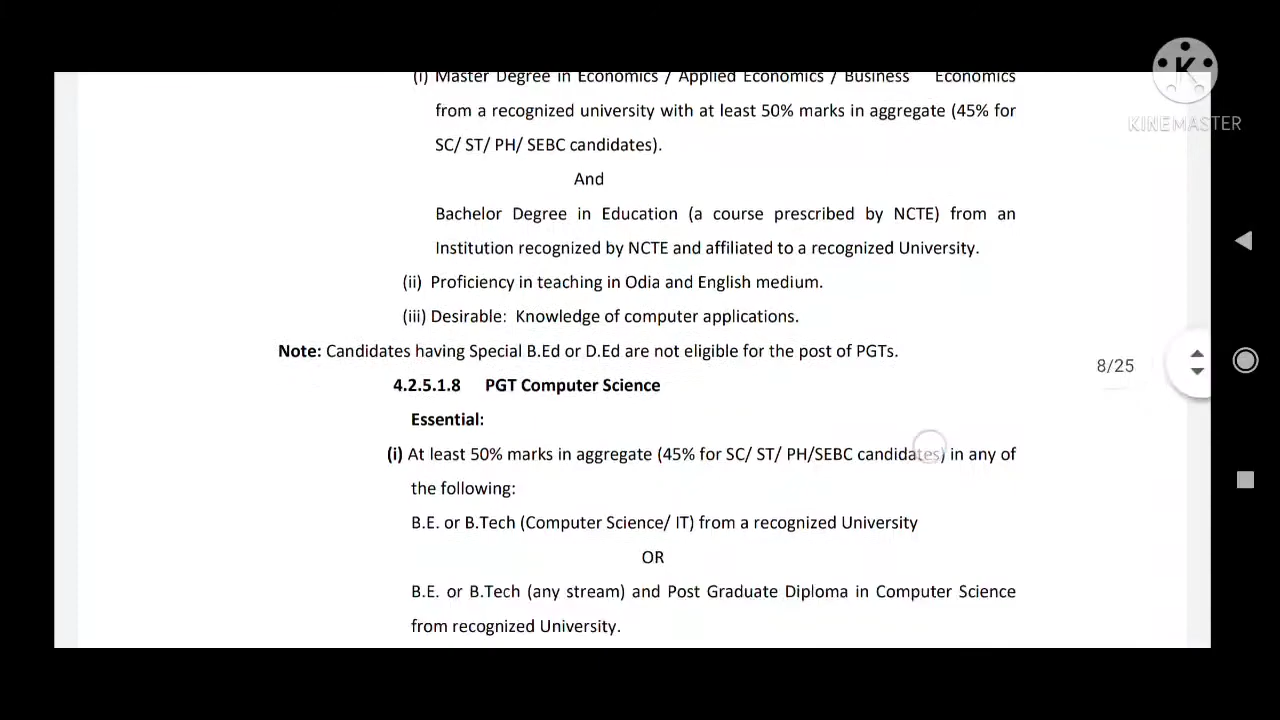 (i) Master Degree in Economics / Applied Economics / Business Economics
from a recognized university with at least 50% marks in aggregate (45% for
SC/ ST/ PH/ SEBC candidates).
And
Bachelor Degree in Education (a course prescribed by NCTE) from an
Institution recognized by NCTE and affiliated to a recognized University.
(ii) Proficiency in teaching in Odia and English medium.
(iii) Desirable: Knowledge of computer applications.
Note: Candidates having Special B.Ed or D.Ed are not eligible for the post of PGTs.
4.2.5.1.8 PGT Computer Science
Essential:
(i) At least 50% marks in aggregate (45% for SC/ ST/ PH/SEBC candidates) in any of
the following:
B.E. or B.Tech (Computer Science/ IT) from a recognized University
OR
B.E. or B.Tech (any stream) and Post Graduate Diploma in Computer Science
from recognized University.
8/25
K
KINEMASTER